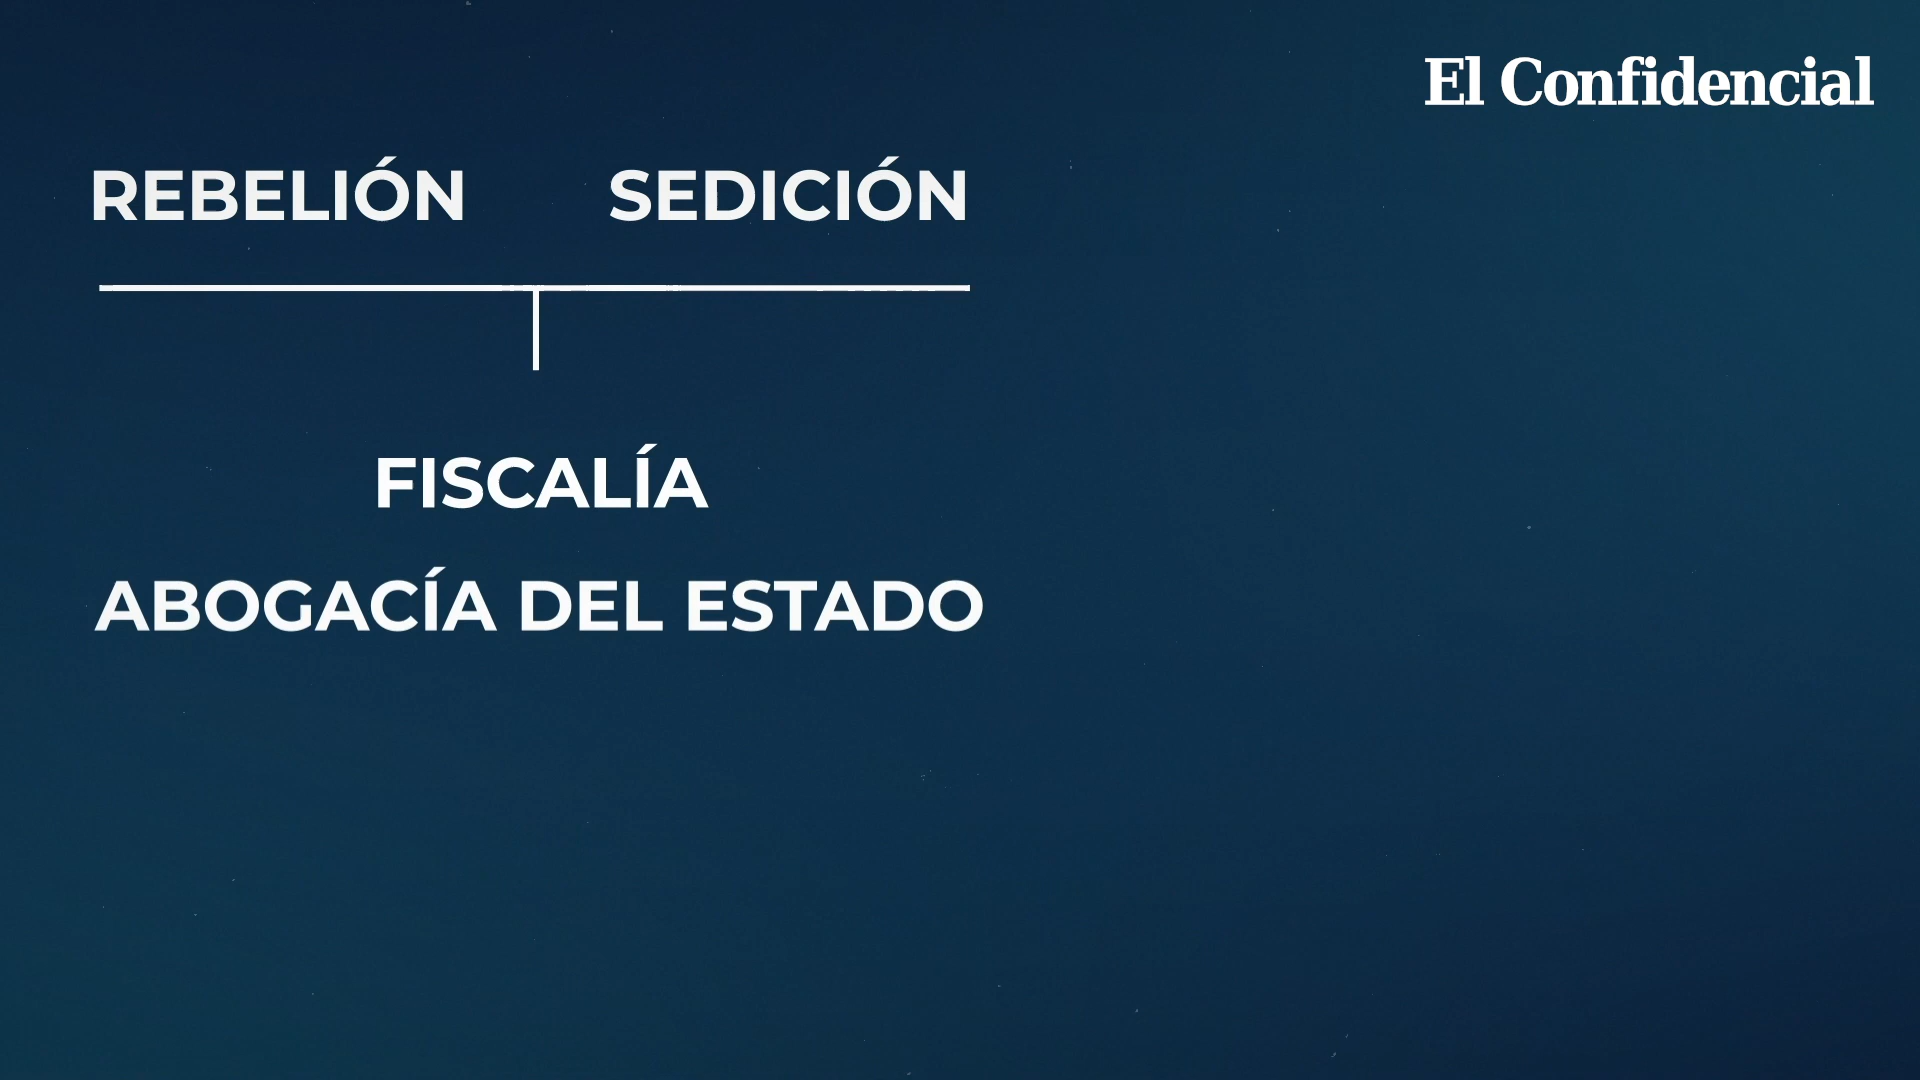 El Confidencial
REBELIÓN SEDICIÓN
FISCALÍA
ABOGACÍA DEL ESTADO